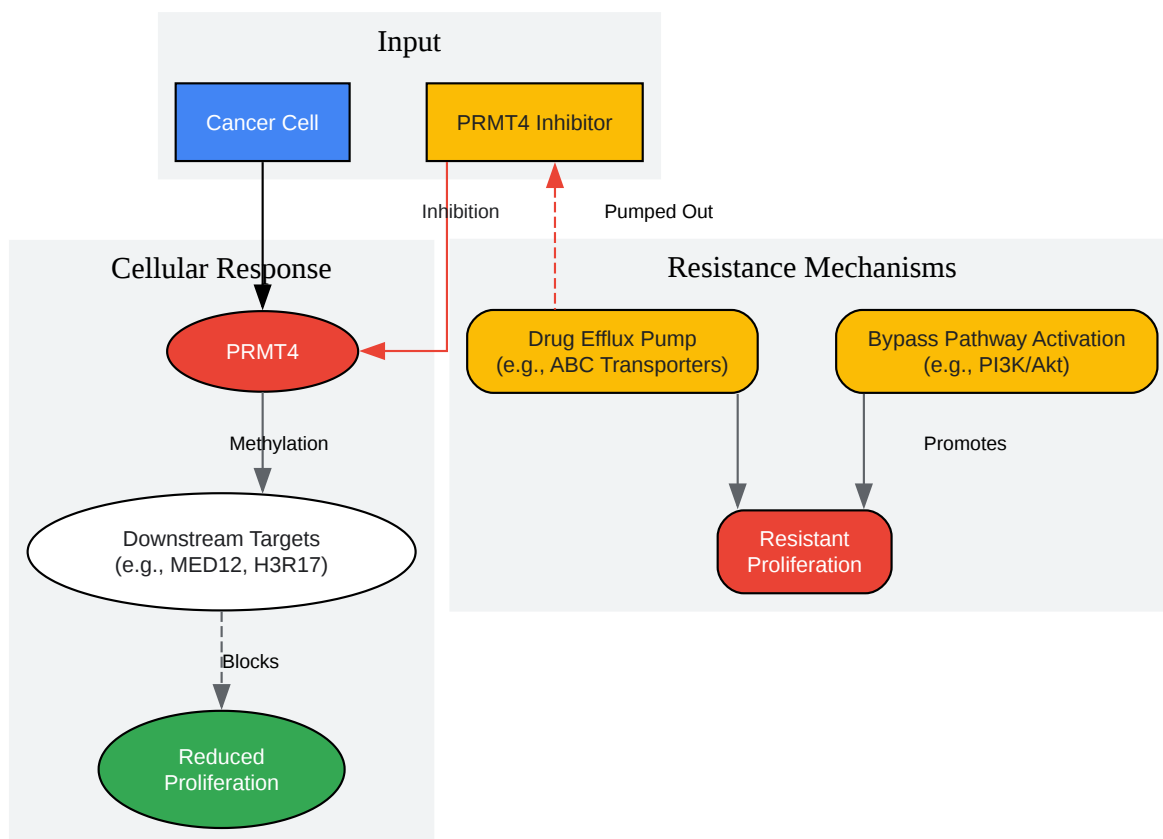 Input
Cancer Cell
PRMT4 Inhibitor
Inhibition
Pumped Out
Cellular Response
Resistance Mechanisms
PRMT4
Drug Efflux Pump
(e.g., ABC Transporters)
Bypass Pathway Activation
(e.g., PI3K/Akt)
Methylation
Promotes
Downstream Targets
(e.g., MED12, H3R17)
Resistant
Proliferation
Blocks
Reduced
Proliferation